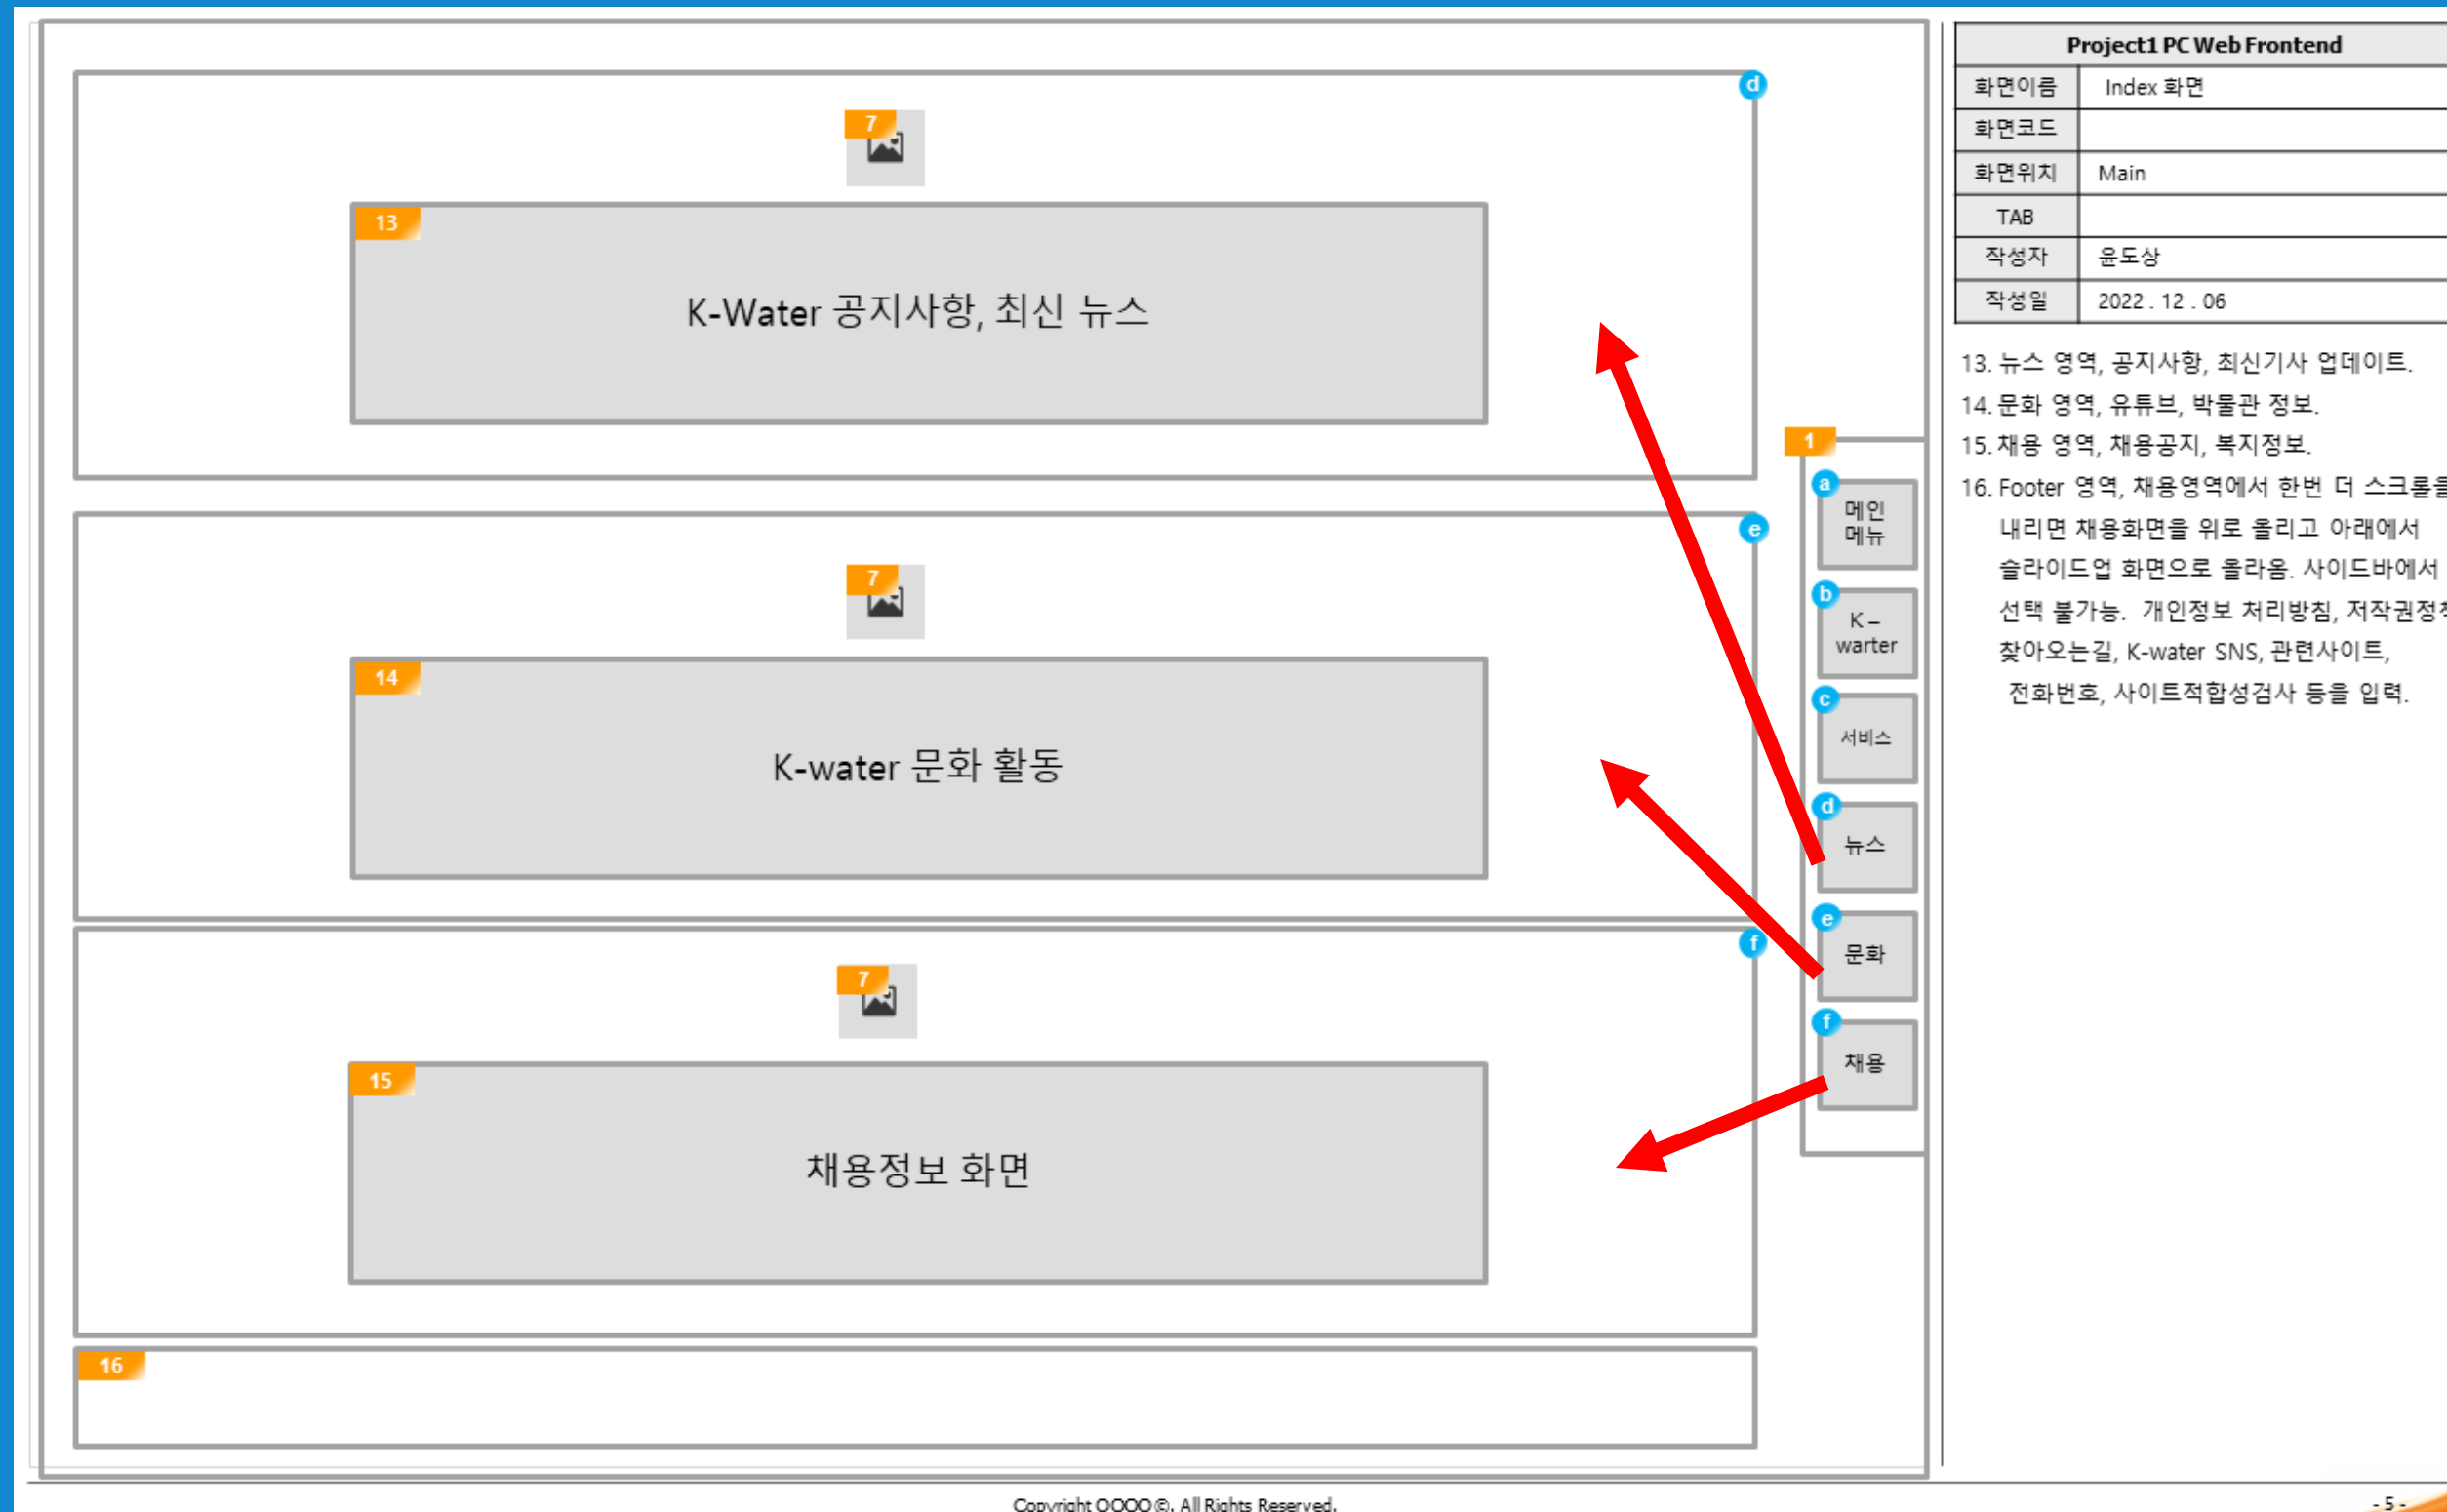 d
7
13
K-Water 공지사항, 최신 뉴스
e
7
14
K-water 문화 활동
f
7
15
채용정보 화면
16
1
a
메인
메뉴
b
K –
warter
c
서비스
d
뉴스
e
문화
f
채용
Project1 PC Web Frontend
화면이름 Index 화면
화면코드
화면위치 Main
TAB
작성자 윤도상
작성일 2022 . 12 . 06
13. 뉴스 영역, 공지사항, 최신기사 업데이트.
14. 문화 영역, 유튜브, 박물관 정보.
15. 채용 영역, 채용공지, 복지정보.
16. Footer 영역, 채용영역에서 한번 더 스크롤을
내리면 채용화면을 위로 올리고 아래에서
슬라이드업 화면으로 올라옴. 사이드바에서
선택 불가능. 개인정보 처리방침,
찾아오는길, K-water SNS, 관련사이트,
전화번호, 사이트적합성검사 등을 입력.
Copyright OOOO ©. All Rights Reserved.
- 5 -